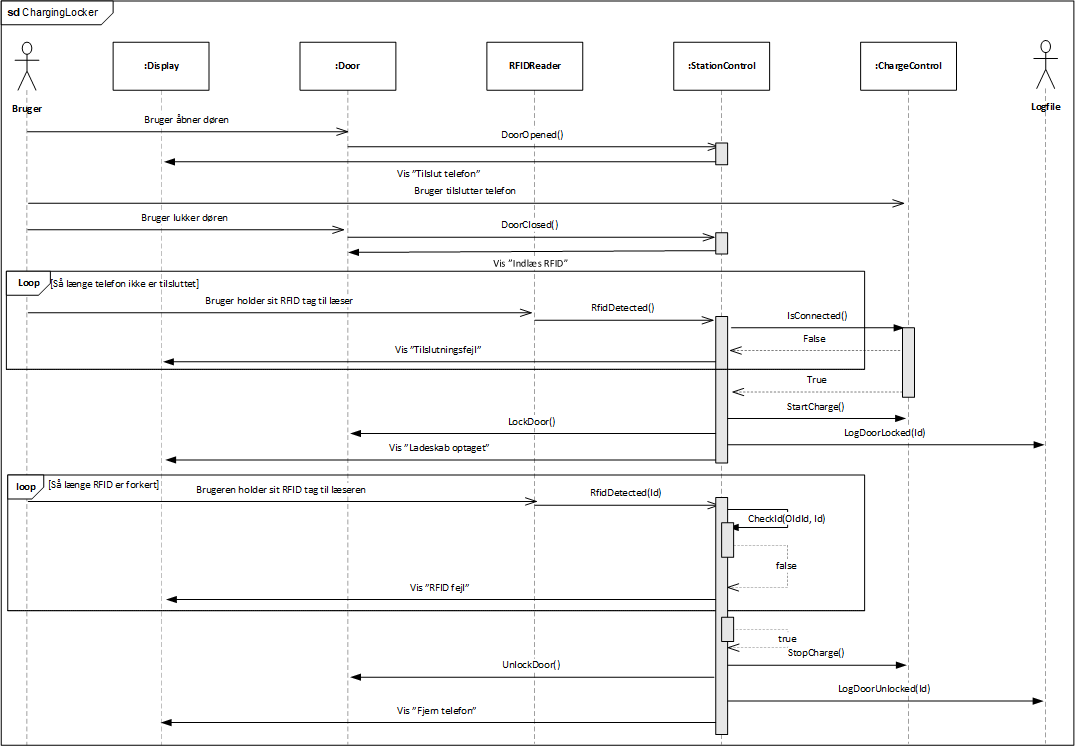 sd ChargingLocker
Bruger
:Display
:Door
RFIDReader
:StationControl
:ChargeControl
Logfile
Bruger åbner døren
DoorOpened()
Vis "Tilslut telefon"
Bruger tilslutter telefon
Bruger lukker døren
DoorClosed()
Vis "Indlæs RFID"
Loop
[Så længe telefon ikke er tilsluttet]
Bruger holder sit RFID tag til læser
RfidDetected()
IsConnected()
False
Vis "Tilslutningsfejl"
True
StartCharge()
LockDoor()
LogDoorLocked(Id)
Vis "Ladeskab optaget"
loop
[Så længe RFID er forkert]
Brugeren holder sit RFID tag til læseren
RfidDetected(Id)
CheckId(OldId, Id)
false
Vis "RFID fejl"
true
StopCharge()
UnlockDoor()
LogDoorUnlocked(Id)
Vis "Fjern telefon"